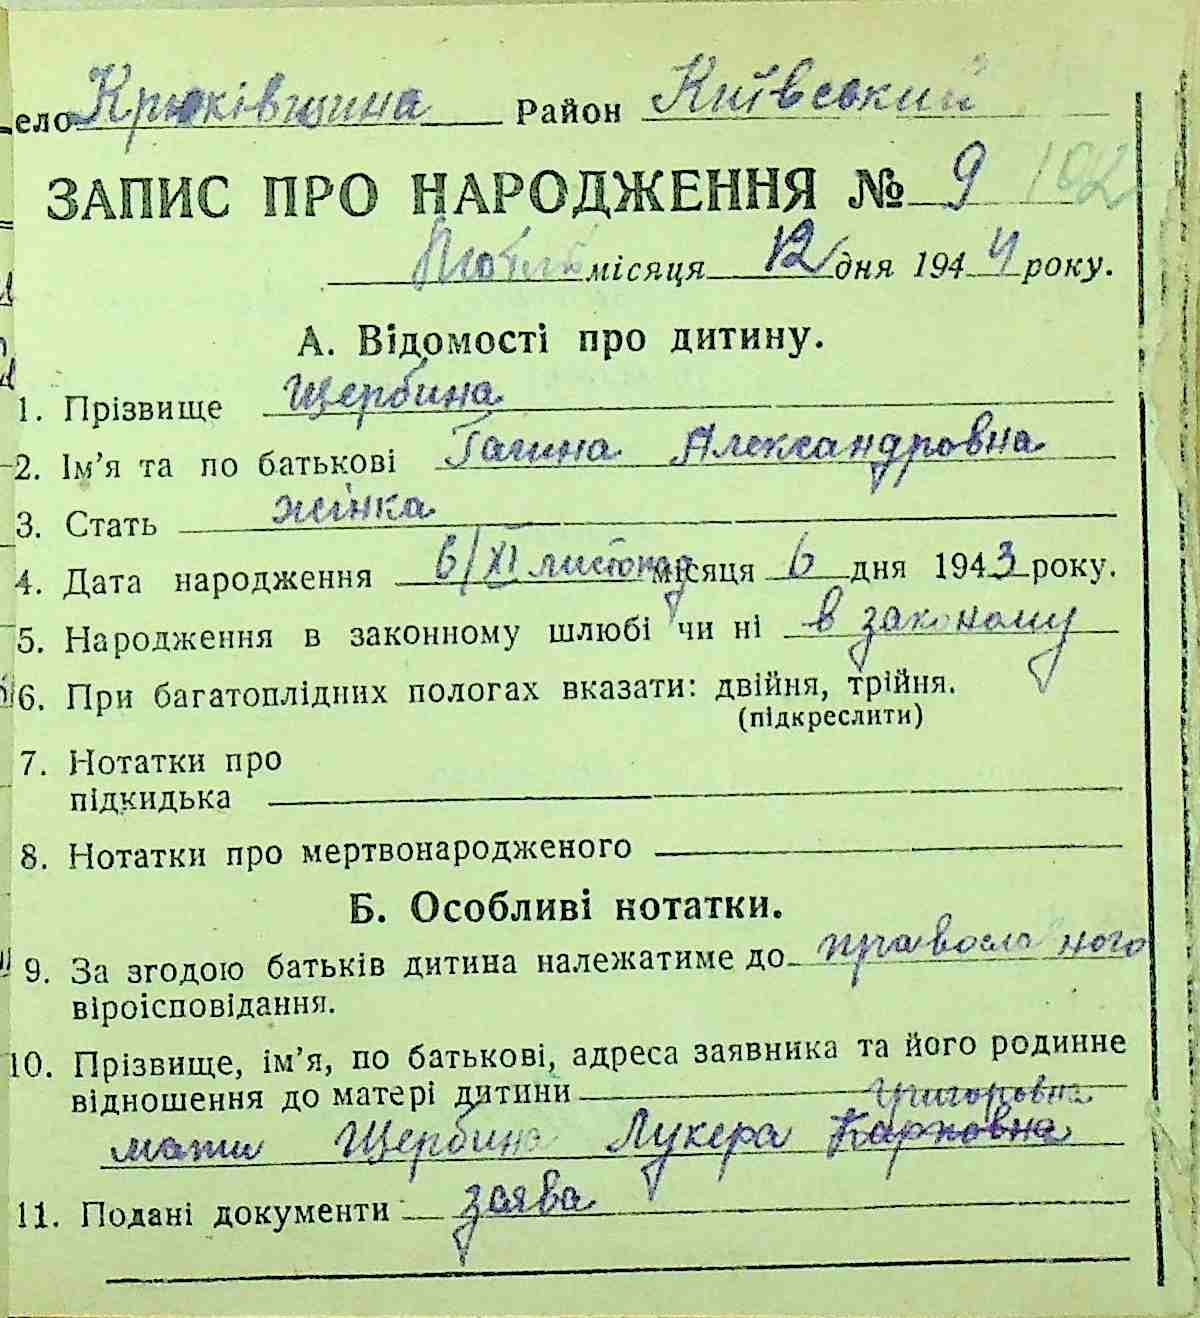 ело Крюківщина Район Київський
ЗАПИС ПРО НАРОДЖЕННЯ № 9 102
місяця 12 дня 1944 року.
А. Відомості про дитину.
1. Прізвище Щербина
2. Ім'я та по батькові Галина Александровна
3. Стать жінка
4. Дата народження 6/XI листопад місяця 6 дня 1943 року.
5. Народження в законному шлюбі чи ні в законому
6. При багатоплідних пологах вказати: двійня, трійня.
(підкреслити)
7. Нотатки про
підкидька
8. Нотатки про мертвонародженого
Б. Особливі нотатки.
9. За згодою батьків дитина належатиме до православного
віроісповідання.
10. Прізвище, ім'я, по батькові, адреса заявника та його родинне
відношення до матері дитини Григоровна
мати Щербина Лукера Карповна
11. Подані документи заява